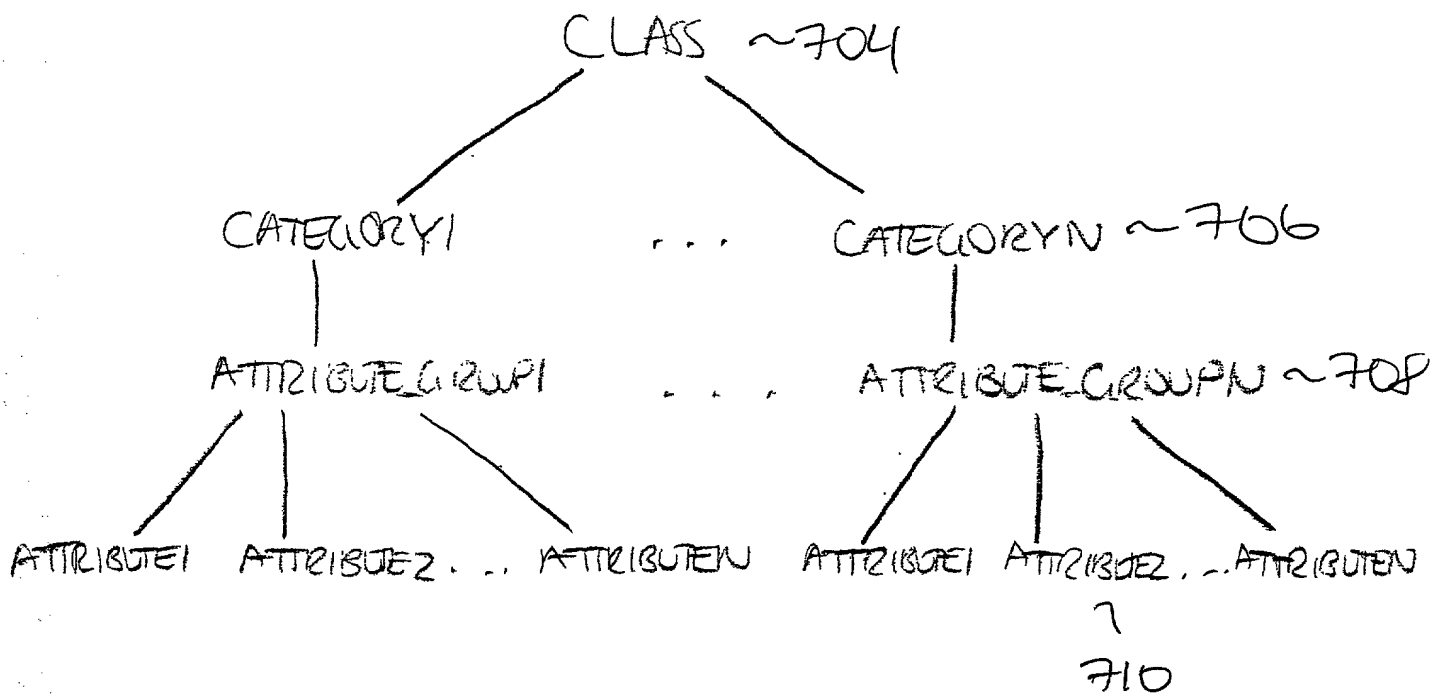 CLASS ~704
CATEGORY1 ... CATEGORYN ~706
ATTRIBUTE_GROUP1 ... ATTRIBUTE_GROUPN ~708
ATTRIBUTE1 ATTRIBUTE2 ... ATTRIBUTEN ATTRIBUTE1 ATTRIBUTE2 ... ATTRIBUTEN
~
710